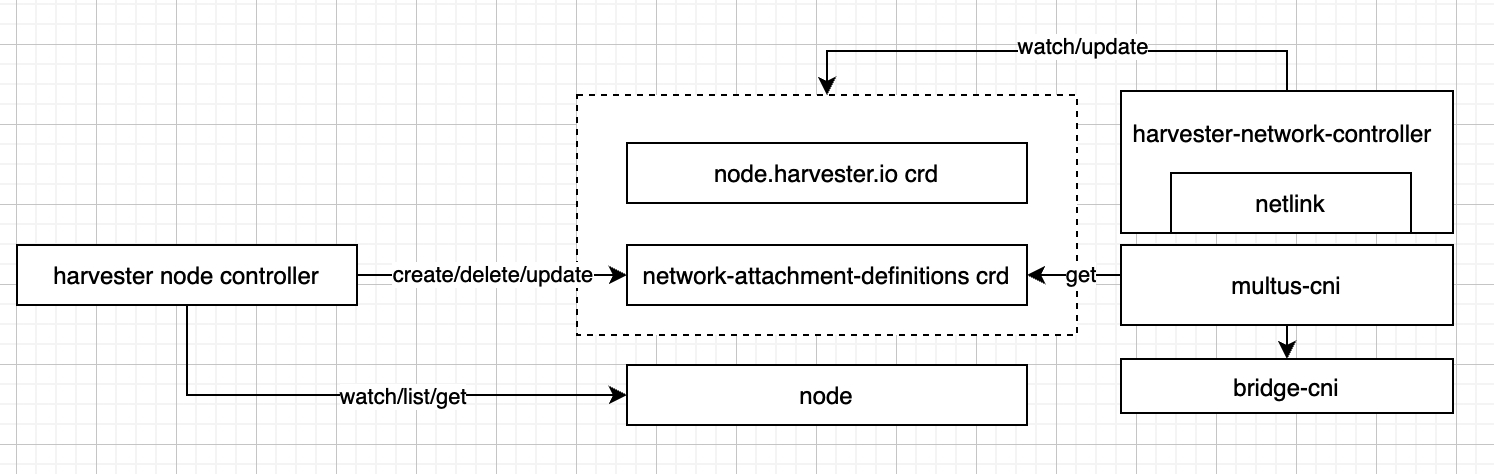 watch/update
harvester-network-controller
node.harvester.io crd
netlink
harvester node controller
create/delete/update
network-attachment-definitions crd
get
multus-cni
watch/list/get
node
bridge-cni